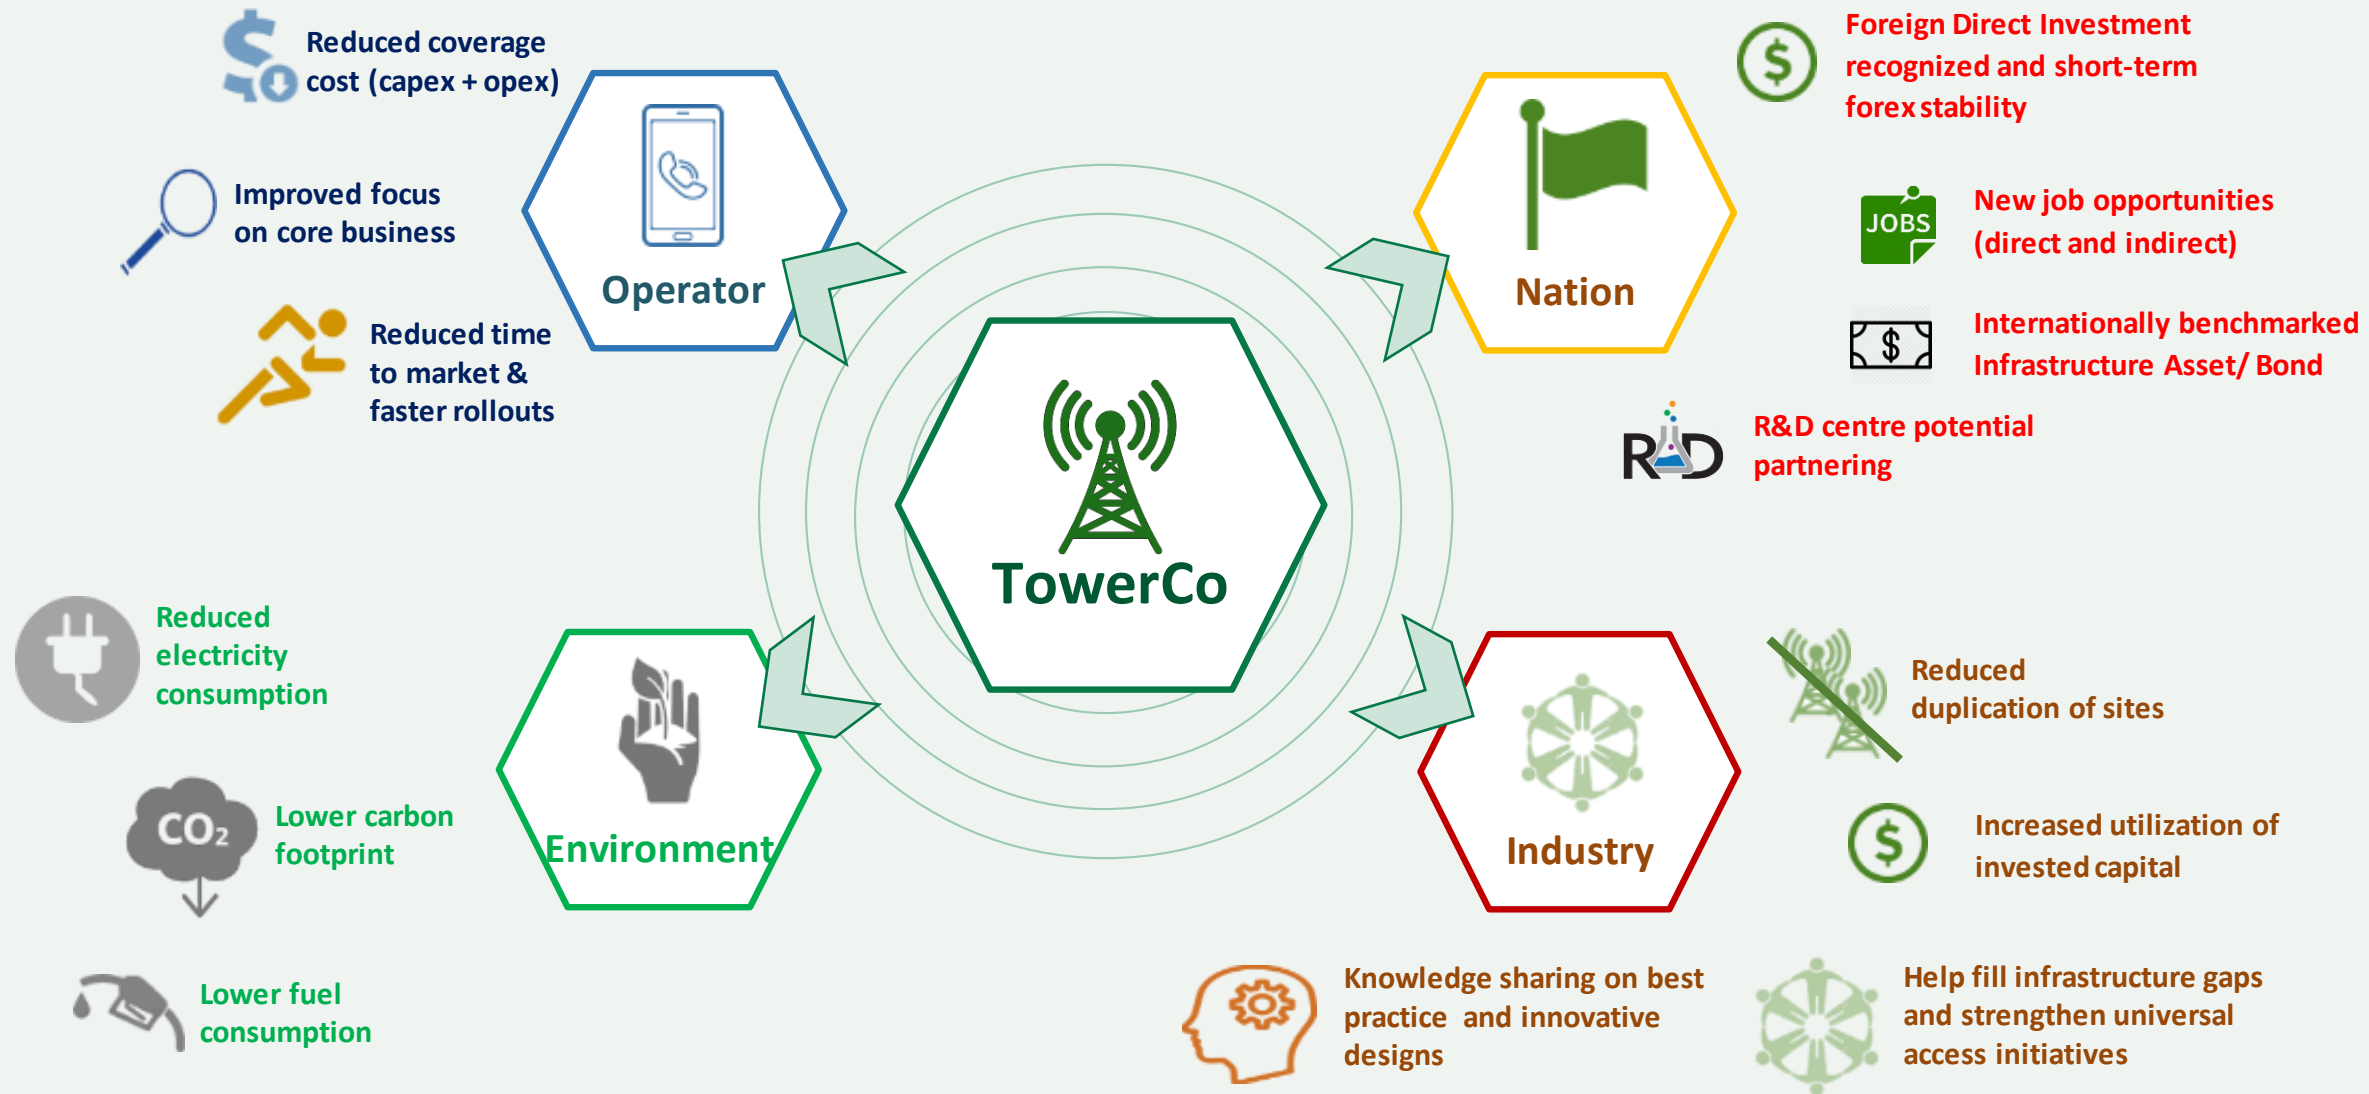 Reduced coverage
cost (capex + opex)
Improved focus
on core business
Reduced time
to market &
faster rollouts
Operator
Nation
Foreign Direct Investment
recognized and short-term
forex stability
JOBS
New job opportunities
(direct and indirect)
$
Internationally benchmarked
Infrastructure Asset/ Bond
R&D
R&D centre potential
partnering
TowerCo
Reduced
electricity
consumption
CO₂
Lower carbon
footprint
Lower fuel
consumption
Environment
Industry
Reduced
duplication of sites
$
Increased utilization of
invested capital
Knowledge sharing on best
practice and innovative
designs
Help fill infrastructure gaps
and strengthen universal
access initiatives